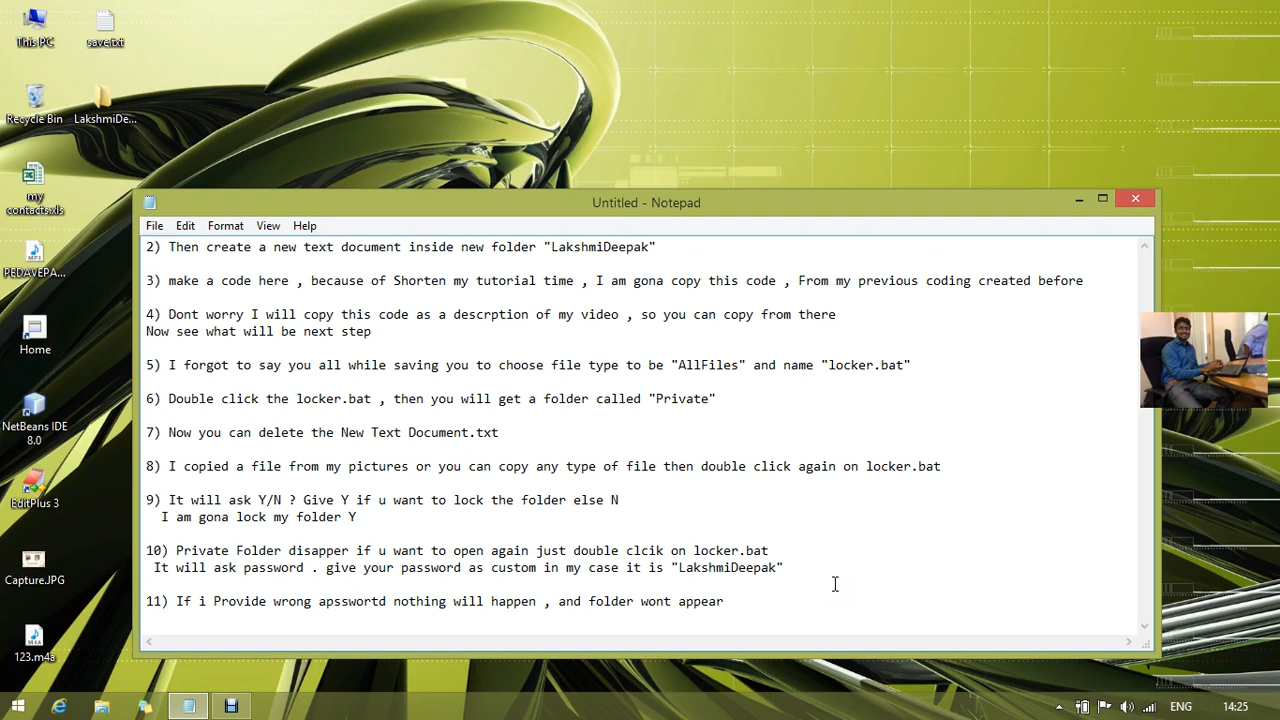 This PC
save.txt
Recycle Bin
LakshmiDe...
my
contacts.xls
PEDAVEPA...
Home
NetBeans IDE
8.0
EditPlus 3
Capture.JPG
123.m4a
Untitled - Notepad
File Edit Format View Help
2) Then create a new text document inside new folder "LakshmiDeepak"
3) make a code here , because of Shorten my tutorial time , I am gona copy this code , From my previous coding created before
4) Dont worry I will copy this code as a descrption of my video , so you can copy from there
Now see what will be next step
5) I forgot to say you all while saving you to choose file type to be "AllFiles" and name "locker.bat"
6) Double click the locker.bat , then you will get a folder called "Private"
7) Now you can delete the New Text Document.txt
8) I copied a file from my pictures or you can copy any type of file then double click again on locker.bat
9) It will ask Y/N ? Give Y if u want to lock the folder else N
I am gona lock my folder Y
10) Private Folder disapper if u want to open again just double clcik on locker.bat
It will ask password . give your password as custom in my case it is "LakshmiDeepak"
11) If i Provide wrong apsswortd nothing will happen , and folder wont appear
ENG 14:25